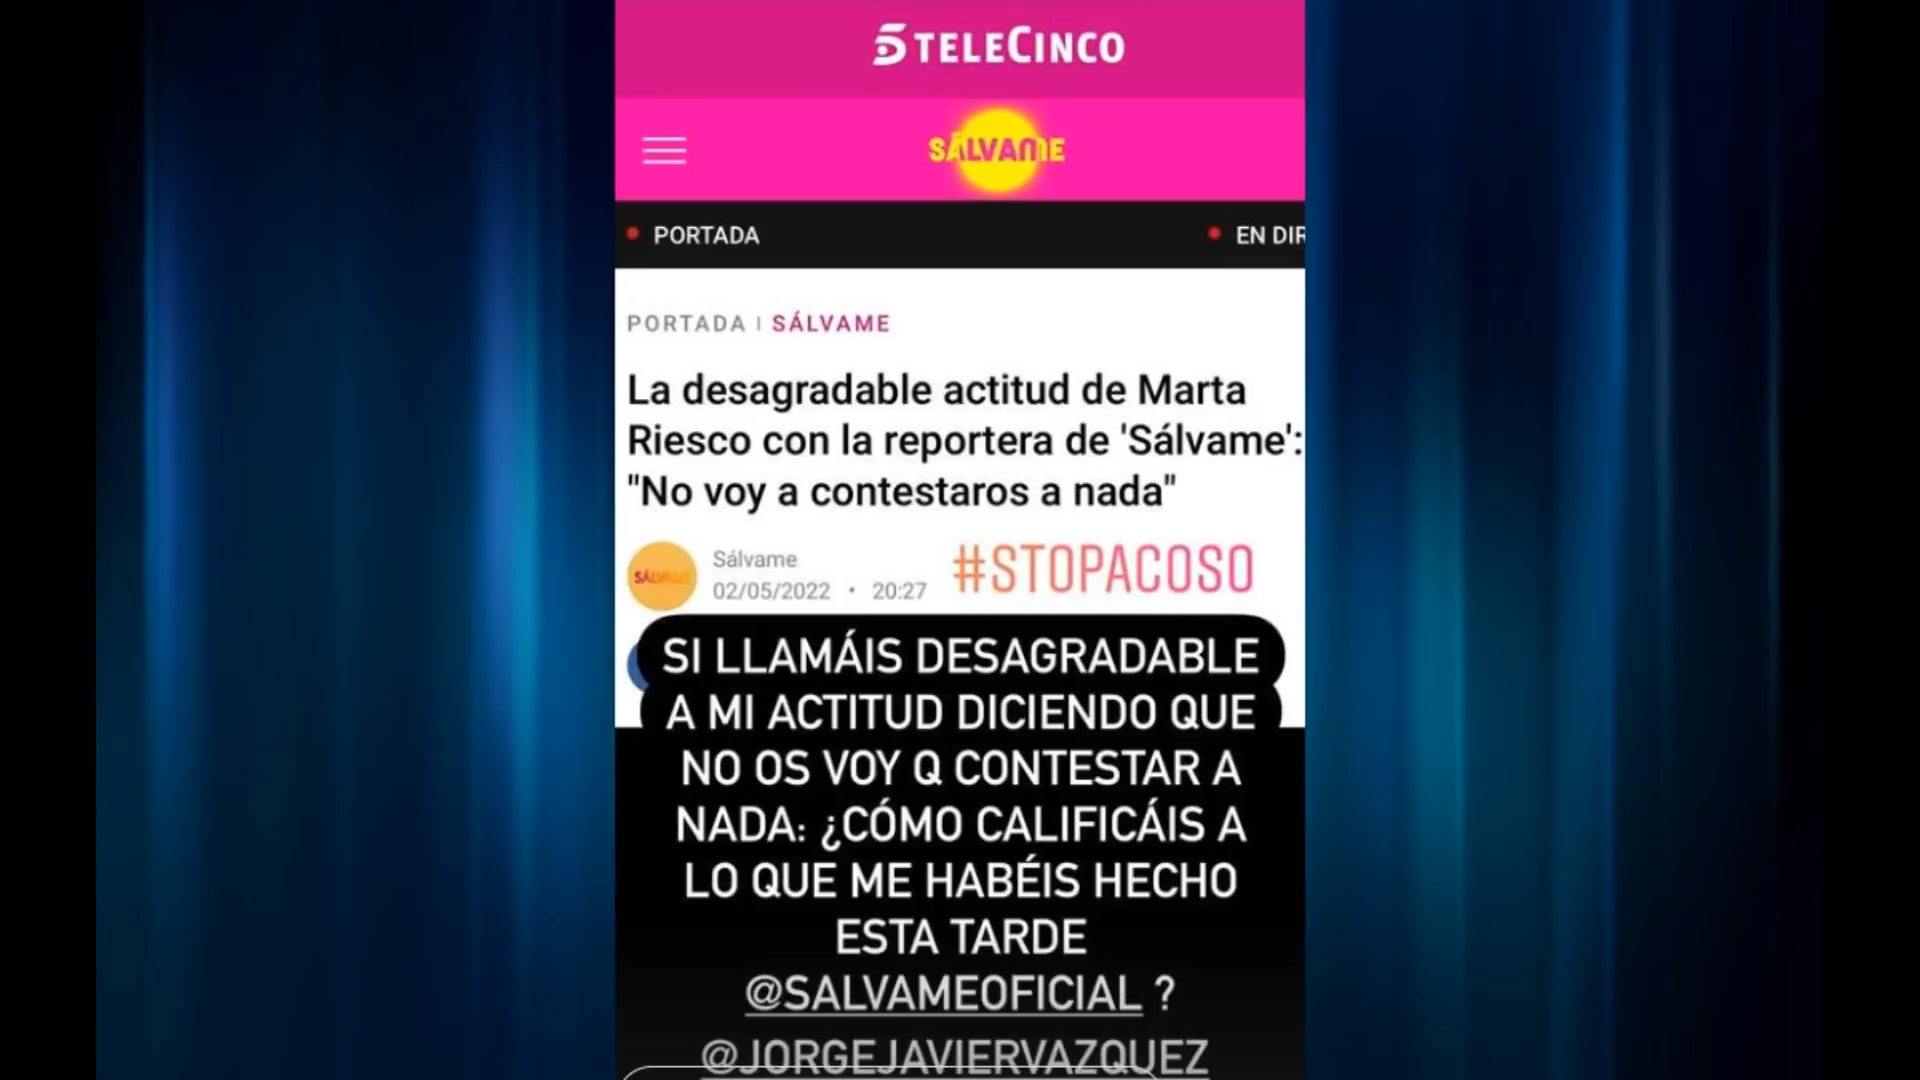 TELECINCO
SÁLVAME
PORTADA
EN DIR
PORTADA | SÁLVAME
La desagradable actitud de Marta
Riesco con la reportera de 'Sálvame':
"No voy a contestaros a nada"
SÁLVAME
Sálvame
02/05/2022 · 20:27
#STOPACOSO
SI LLAMÁIS DESAGRADABLE
A MI ACTITUD DICIENDO QUE
NO OS VOY Q CONTESTAR A
NADA: ¿CÓMO CALIFICÁIS A
LO QUE ME HABÉIS HECHO
ESTA TARDE
@SALVAMEOFICIAL ?
@JORGEJAVIERVAZQUEZ